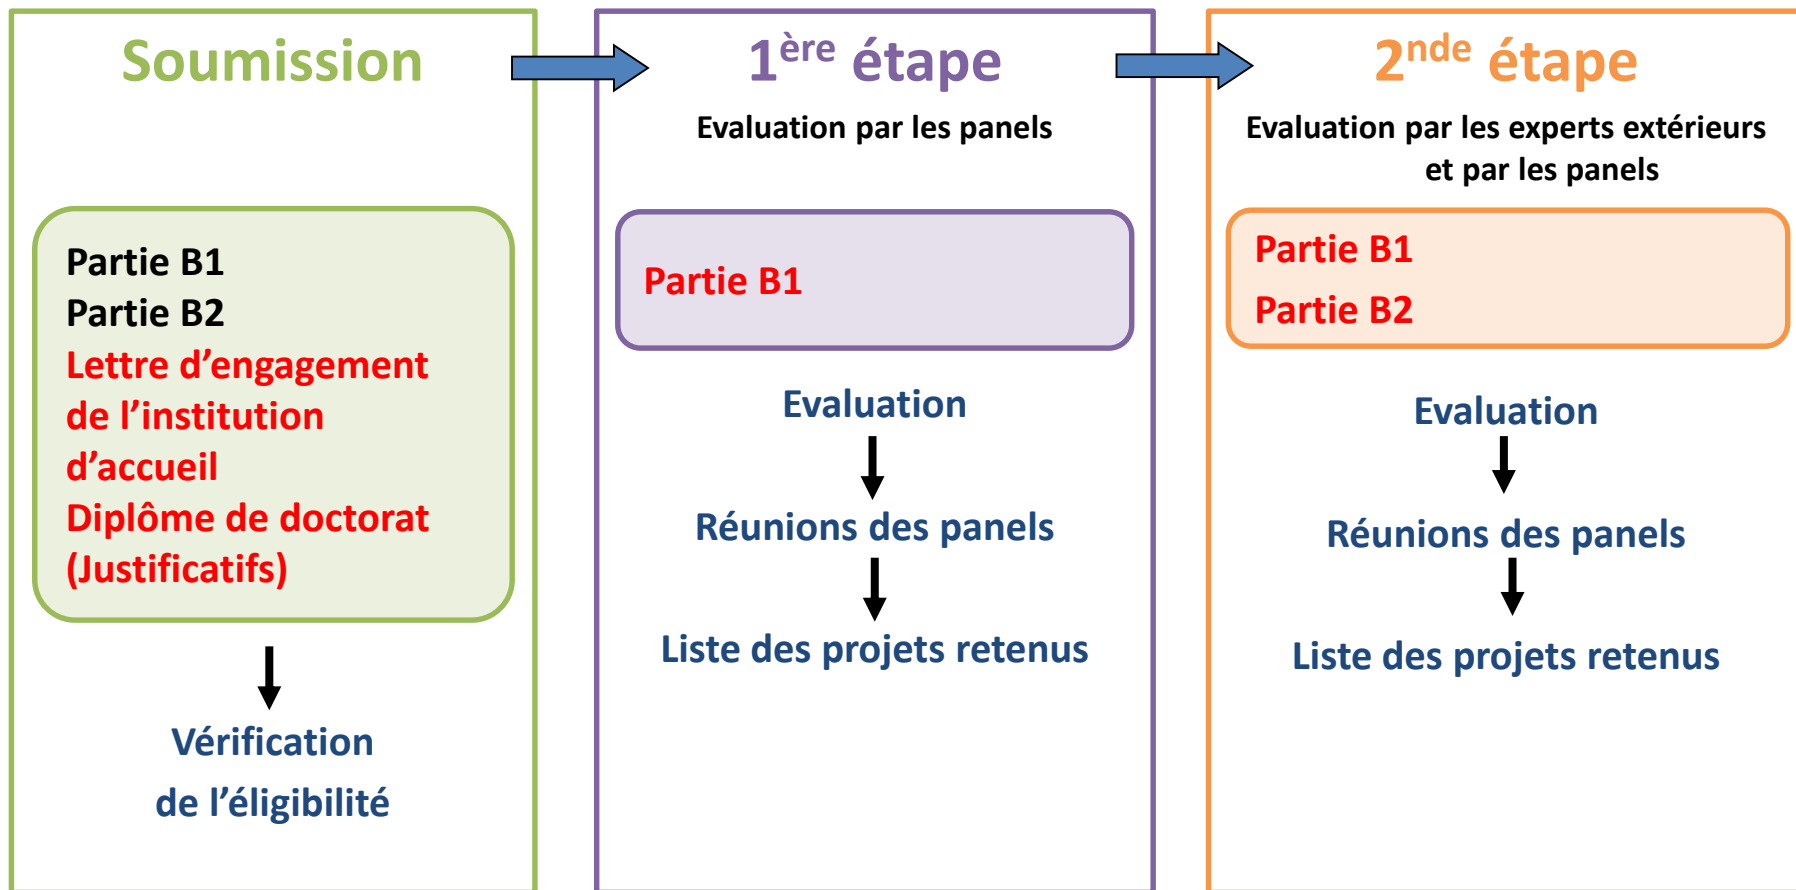 Soumission
Partie B1
Partie B2
Lettre d’engagement
de l’institution
d’accueil
Diplôme de doctorat
(Justificatifs)
Vérification
de l’éligibilité
1ère étape
Evaluation par les panels
Partie B1
Evaluation
Réunions des panels
Liste des projets retenus
2nde étape
Evaluation par les experts extérieurs
et par les panels
Partie B1
Partie B2
Evaluation
Réunions des panels
Liste des projets retenus